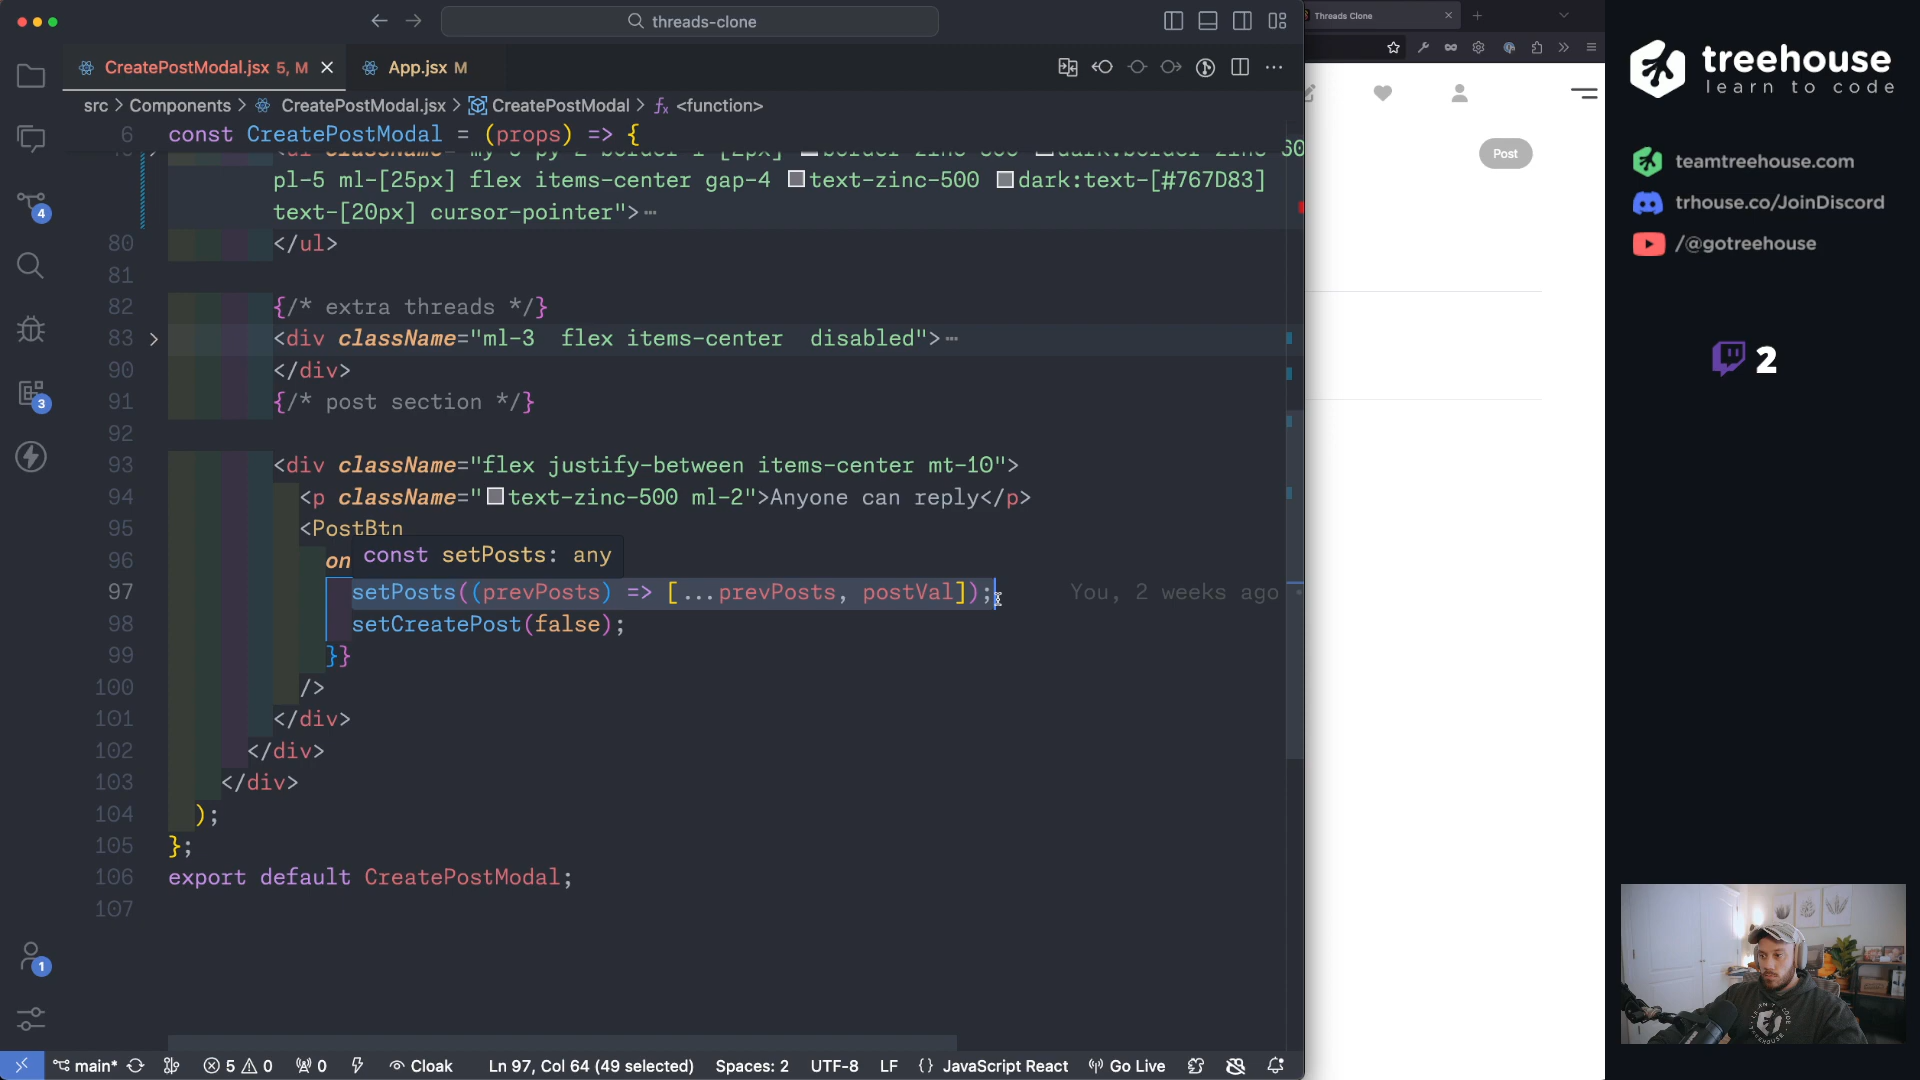 threads-clone
Threads Clone
CreatePostModal.jsx 5, M
App.jsx M
src > Components > CreatePostModal.jsx > CreatePostModal > <function>
6 const CreatePostModal = (props) => {
pl-5 ml-[25px] flex items-center gap-4 text-zinc-500 dark:text-[#767D83]
text-[20px] cursor-pointer">…
80 </ul>
81
82 {/* extra threads */}
83 <div className="ml-3  flex items-center  disabled">…
90 </div>
91 {/* post section */}
92
93 <div className="flex justify-between items-center mt-10">
94 <p className="text-zinc-500 ml-2">Anyone can reply</p>
95 <PostBtn
96 on
const setPosts: any
97 setPosts((prevPosts) => [...prevPosts, postVal]); You, 2 weeks ago •
98 setCreatePost(false);
99 }}
100 />
101 </div>
102 </div>
103 </div>
104 );
105 };
106 export default CreatePostModal;
107
4
3
1
main* 5 0 0 Cloak Ln 97, Col 64 (49 selected) Spaces: 2 UTF-8 LF {} JavaScript React Go Live
Post
treehouse
learn to code
teamtreehouse.com
trhouse.co/JoinDiscord
/@gotreehouse
2